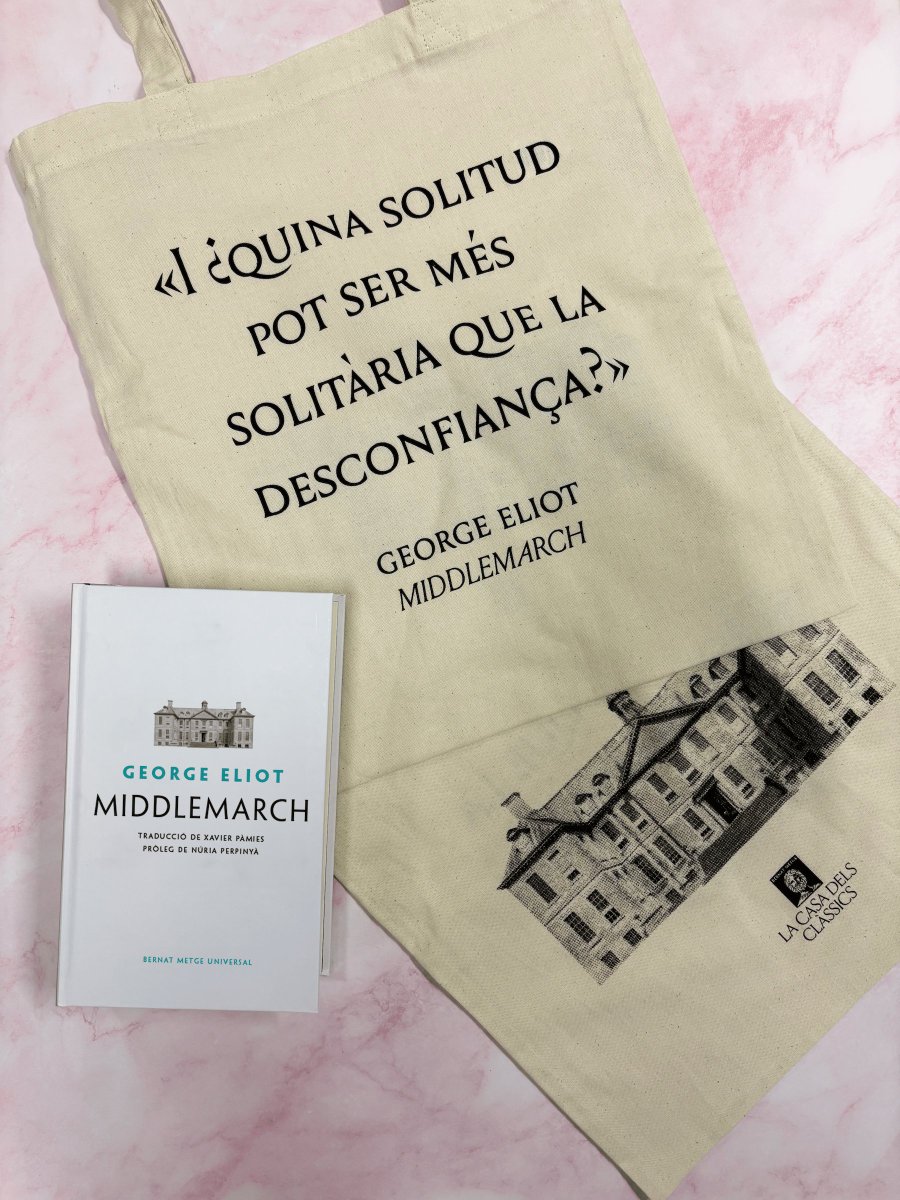 «I ¿QUINA SOLITUD
POT SER MÉS
SOLITÀRIA QUE LA
DESCONFIANÇA?»
GEORGE ELIOT
MIDDLEMARCH
GEORGE ELIOT
MIDDLEMARCH
TRADUCCIÓ DE XAVIER PÀMIES
PRÒLEG DE NÚRIA PERPINYÀ
BERNAT METGE UNIVERSAL
LA CASA DELS
CLÀSSICS